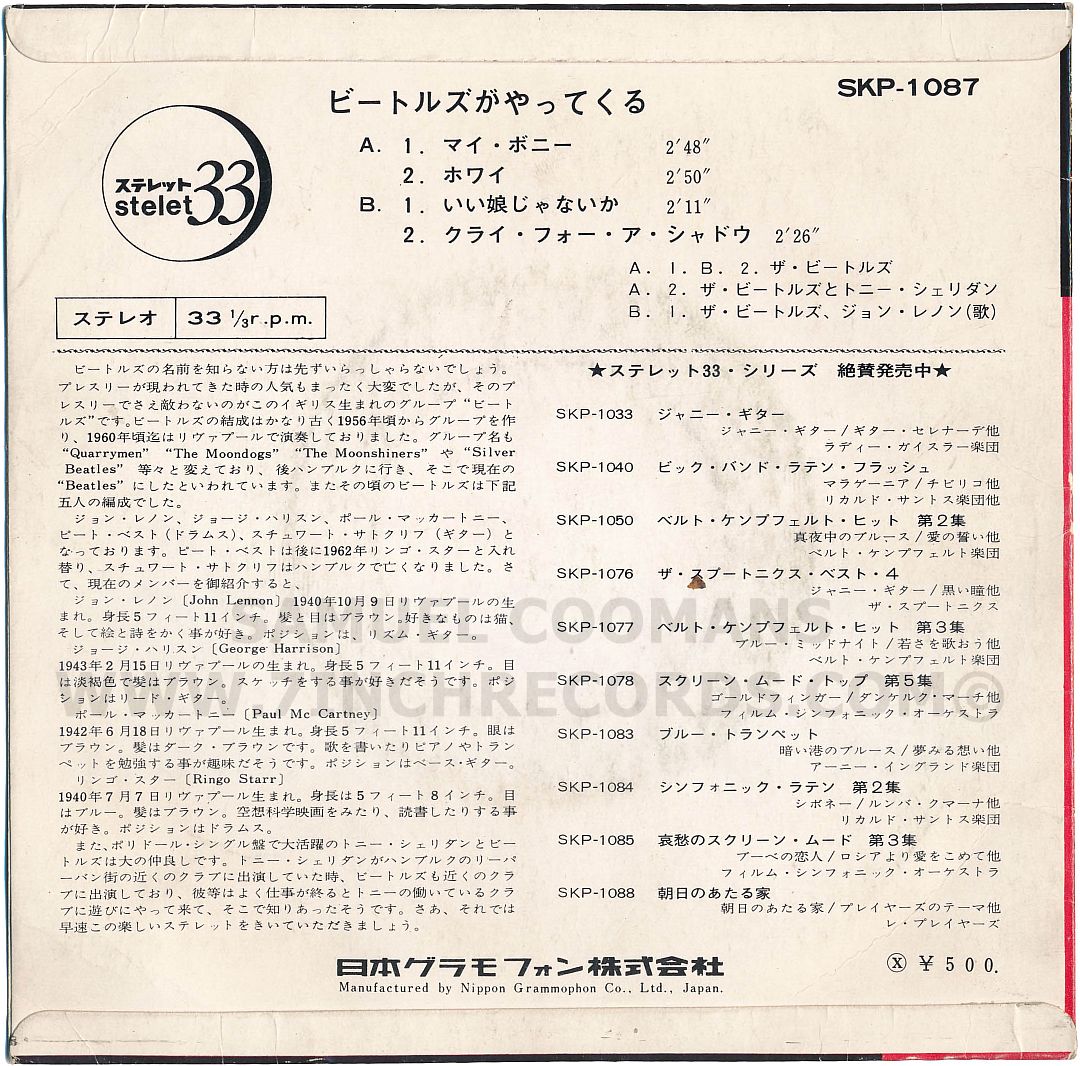 SKP-1087
ビートルズがやってくる
A. 1. マイ・ボニー 2′48″
2. ホワイ 2′50″
B. 1. いい娘じゃないか 2′11″
2. クライ・フォー・ア・シャドウ 2′26″
A. 1. B. 2. ザ・ビートルズ
A. 2. ザ・ビートルズとトニー・シェリダン
B. 1. ザ・ビートルズ、ジョン・レノン(歌)
ステレット
stelet 33
ステレオ 33 1/3 r.p.m.
ビートルズの名前を知らない方は先ずいらっしゃらないでしょう。
プレスリーが現われてきた時の人気もまったく大変でしたが、そのプ
レスリーでさえ敵わないのがこのイギリス生まれのグループ“ビート
ルズ”です。ビートルズの結成はかなり古く1956年頃からグループを作
り、1960年頃迄はリヴァプールで演奏しておりました。グループ名も
“Quarrymen” “The Moondogs” “The Moonshiners” や “Silver
Beatles” 等々と変えており、後ハンブルクに行き、そこで現在の
“Beatles” にしたといわれています。またその頃のビートルズは下記
五人の編成でした。
ジョン・レノン、ジョージ・ハリスン、ポール・マッカートニー、
ピート・ベスト(ドラムス)、スチュワート・サトクリフ(ギター)と
なっております。ピート・ベストは後に1962年リンゴ・スターと入れ
替り、スチュワート・サトクリフはハンブルクで亡くなりました。さ
て、現在のメンバーを御紹介すると、
ジョン・レノン〔John Lennon〕1940年10月9日リヴァプールの生
まれ。身長5フィート11インチ。髪と目はブラウン。好きなものは猫、
そして絵と詩をかく事が好き。ポジションは、リズム・ギター。
ジョージ・ハリスン〔George Harrison〕
1943年2月15日リヴァプールの生まれ。身長5フィート11インチ。目
は淡褐色で髪はブラウン。スケッチをする事が好きだそうです。ポジ
ションはリード・ギター。
ポール・マッカートニー〔Paul Mc Cartney〕
1942年6月18日リヴァプール生まれ。身長5フィート11インチ。眼は
ブラウン。髪はダーク・ブラウンです。歌を書いたりピアノやトラン
ペットを勉強する事が趣味だそうです。ポジションはベース・ギター。
リンゴ・スター〔Ringo Starr〕
1940年7月7日リヴァプール生まれ。身長は5フィート8インチ。目
はブルー。髪はブラウン。空想科学映画をみたり、読書したりする事
が好き。ポジションはドラムス。
また、ポリドール・シングル盤で大活躍のトニー・シェリダンとビー
トルズは大の仲良しです。トニー・シェリダンがハンブルクのリーパ
ーバン街の近くのクラブに出演していた時、ビートルズも近くのクラ
ブに出演しており、彼等はよく仕事が終るとトニーの働いているクラ
ブに遊びにやって来て、そこで知りあったそうです。さあ、それでは
早速この楽しいステレットをきいていただきましょう。
★ステレット33・シリーズ 絶賛発売中★
SKP-1033 ジャニー・ギター
ジャニー・ギター/ギター・セレナーデ他
ラディー・ガイスラー楽団
SKP-1040 ビック・バンド・ラテン・フラッシュ
マラゲーニア/チビリコ他
リカルド・サントス楽団他
SKP-1050 ベルト・ケンプフェルト・ヒット 第2集
真夜中のブルース/愛の誓い他
ベルト・ケンプフェルト楽団
SKP-1076 ザ・スプートニクス・ベスト・4
ジャニー・ギター/黒い瞳他
ザ・スプートニクス
SKP-1077 ベルト・ケンプフェルト・ヒット 第3集
ブルー・ミッドナイト/若さを歌おう他
ベルト・ケンプフェルト楽団
SKP-1078 スクリーン・ムード・トップ 第5集
ゴールドフィンガー/ダンケルク・マーチ他
フィルム・シンフォニック・オーケストラ
SKP-1083 ブルー・トランペット
暗い港のブルース/夢みる想い他
アーニー・イングランド楽団
SKP-1084 シンフォニック・ラテン 第2集
シボネー/ルンバ・クマーナ他
リカルド・サントス楽団
SKP-1085 哀愁のスクリーン・ムード 第3集
ブーベの恋人/ロシアより愛をこめて他
フィルム・シンフォニック・オーケストラ
SKP-1088 朝日のあたる家
朝日のあたる家/プレイヤーズのテーマ他
レ・プレイヤーズ
SAMUEL COOMANS
WWW.7INCHRECORDS.COM©
日本グラモフォン株式会社
Manufactured by Nippon Grammophon Co., Ltd., Japan.
Ⓧ ¥500.